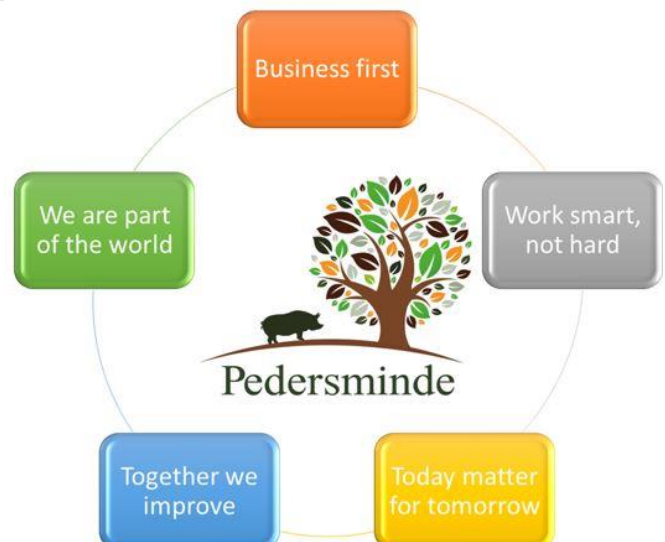 Business first
We are part
of the world
Work smart,
not hard
Pedersminde
Together we
improve
Today matter
for tomorrow